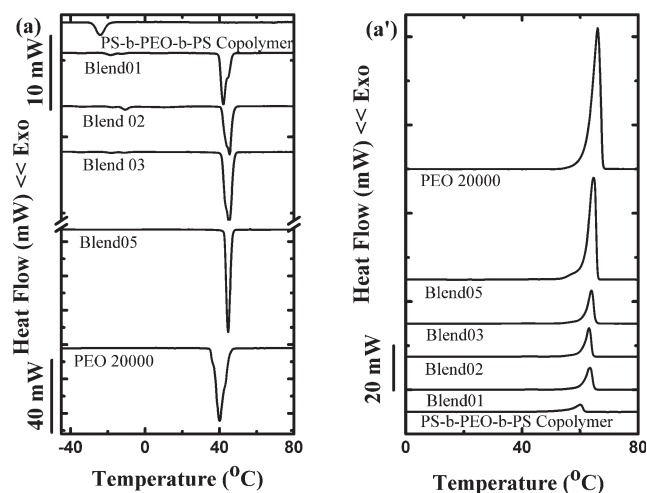 (a)
PS-b-PEO-b-PS Copolymer
Blend01
10 mW
Blend 02
Blend 03
Heat Flow (mW) << Exo
Blend05
PEO 20000
40 mW
-40 0 40 80
Temperature (°C)
(a')
PEO 20000
Heat Flow (mW) << Exo
Blend05
Blend03
20 mW
Blend02
Blend01
PS-b-PEO-b-PS Copolymer
0 40 80
Temperature (°C)